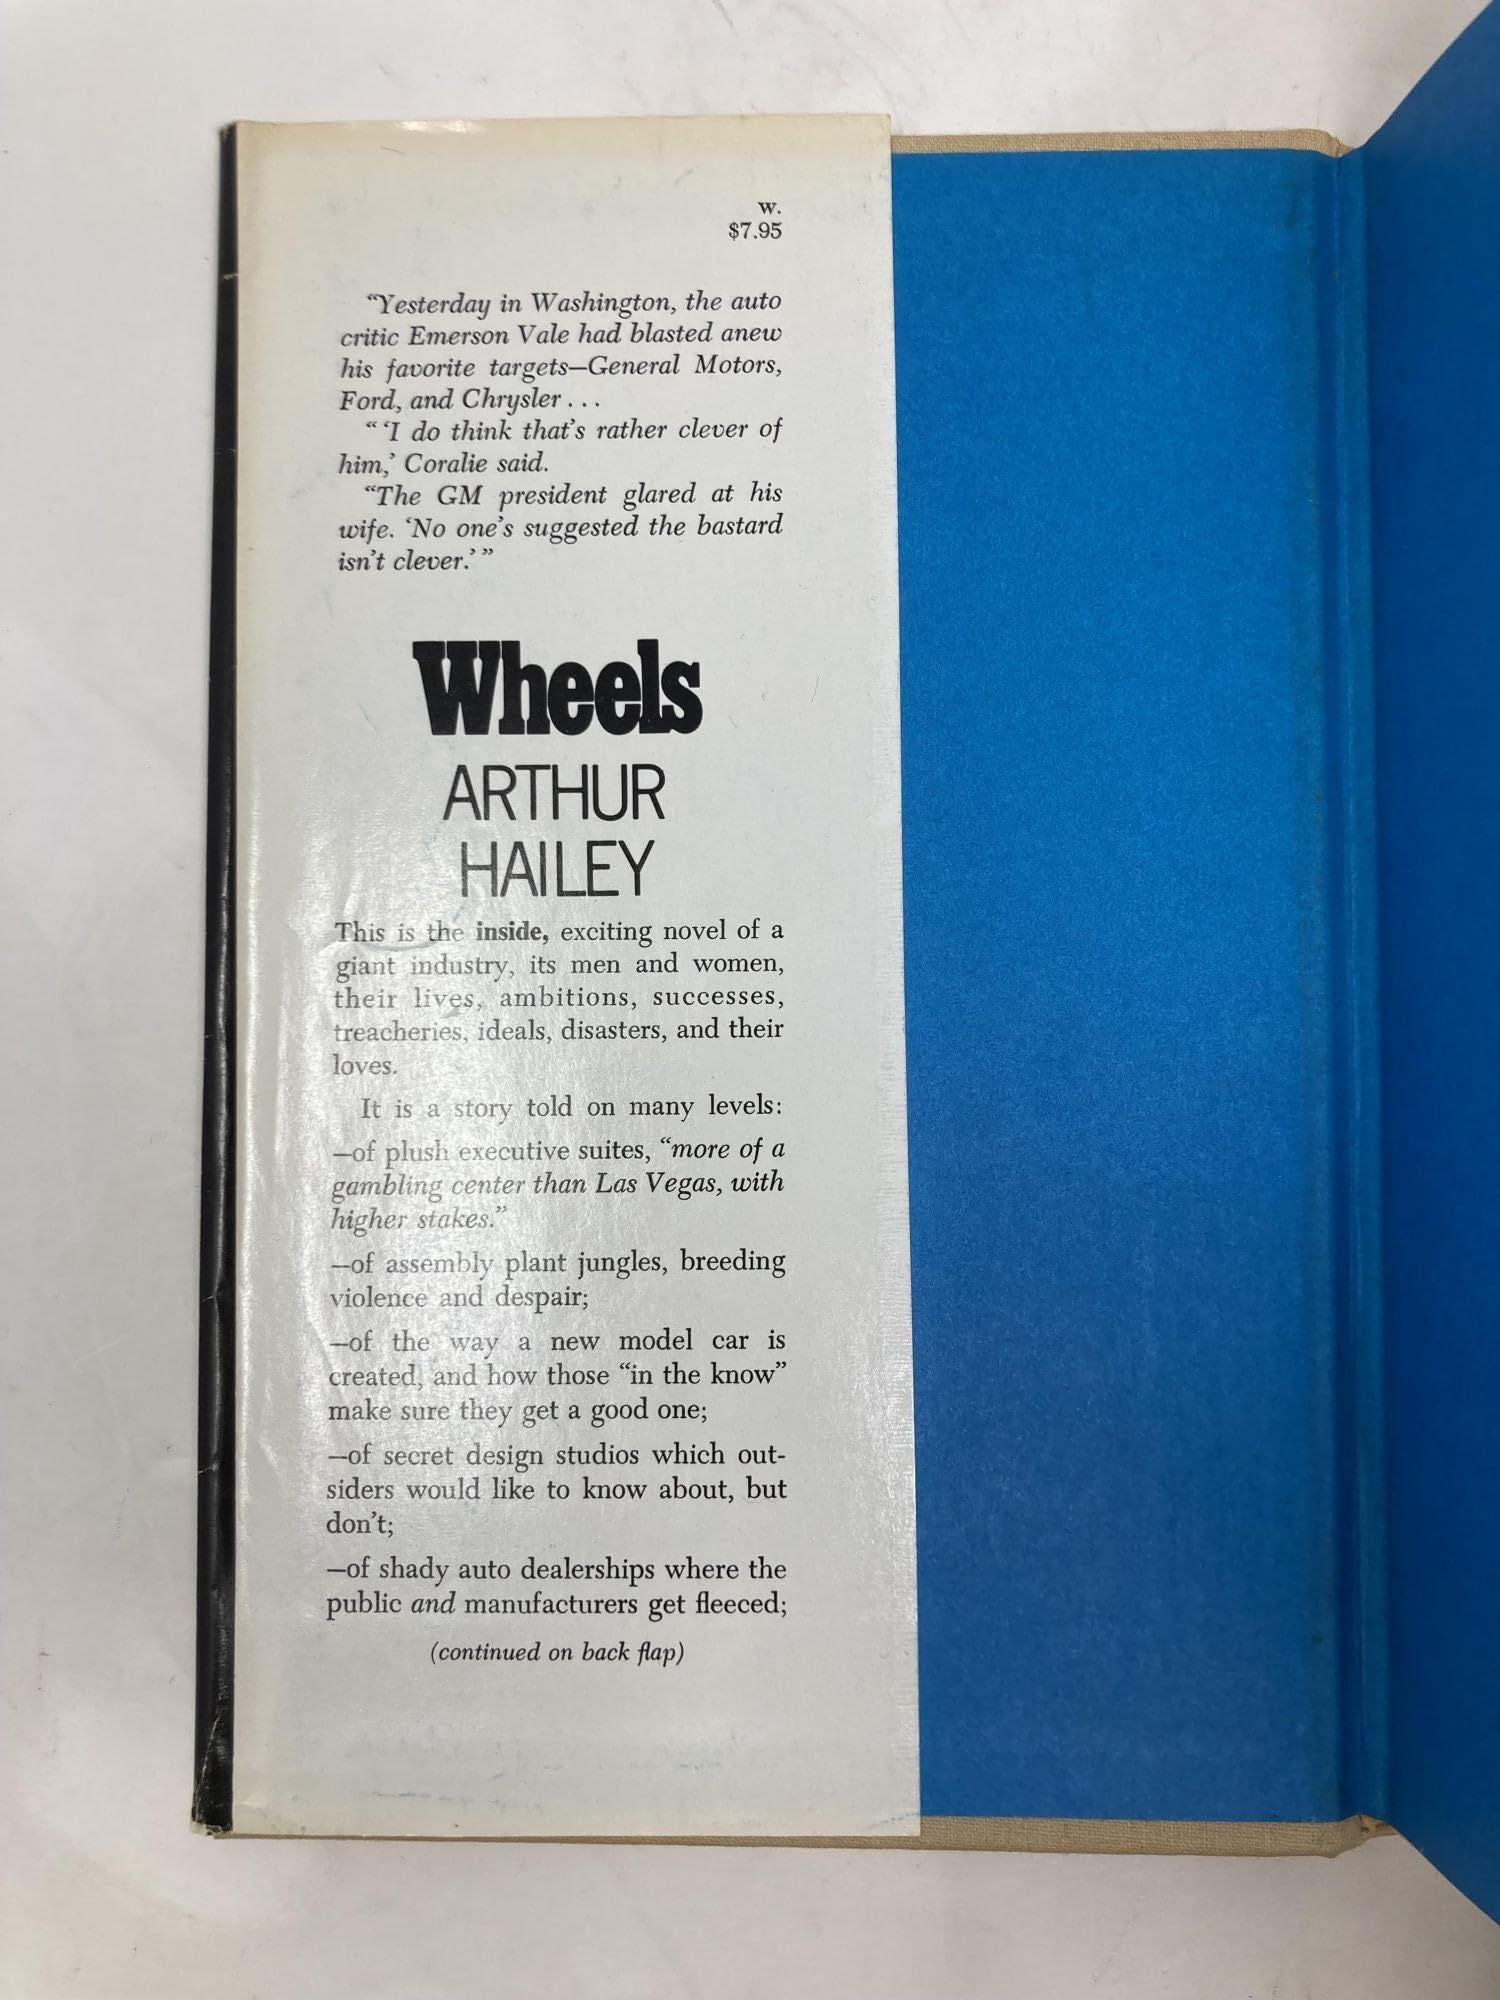 W.
$7.95
“Yesterday in Washington, the auto
critic Emerson Vale had blasted anew
his favorite targets—General Motors,
Ford, and Chrysler . . .
“ ‘I do think that’s rather clever of
him,’ Coralie said.
“The GM president glared at his
wife. ‘No one’s suggested the bastard
isn’t clever.’ ”
Wheels
ARTHUR
HAILEY
This is the inside, exciting novel of a
giant industry, its men and women,
their lives, ambitions, successes,
treacheries, ideals, disasters, and their
loves.
It is a story told on many levels:
—of plush executive suites, “more of a
gambling center than Las Vegas, with
higher stakes.”
—of assembly plant jungles, breeding
violence and despair;
—of the way a new model car is
created, and how those “in the know”
make sure they get a good one;
—of secret design studios which out-
siders would like to know about, but
don’t;
—of shady auto dealerships where the
public and manufacturers get fleeced;
(continued on back flap)